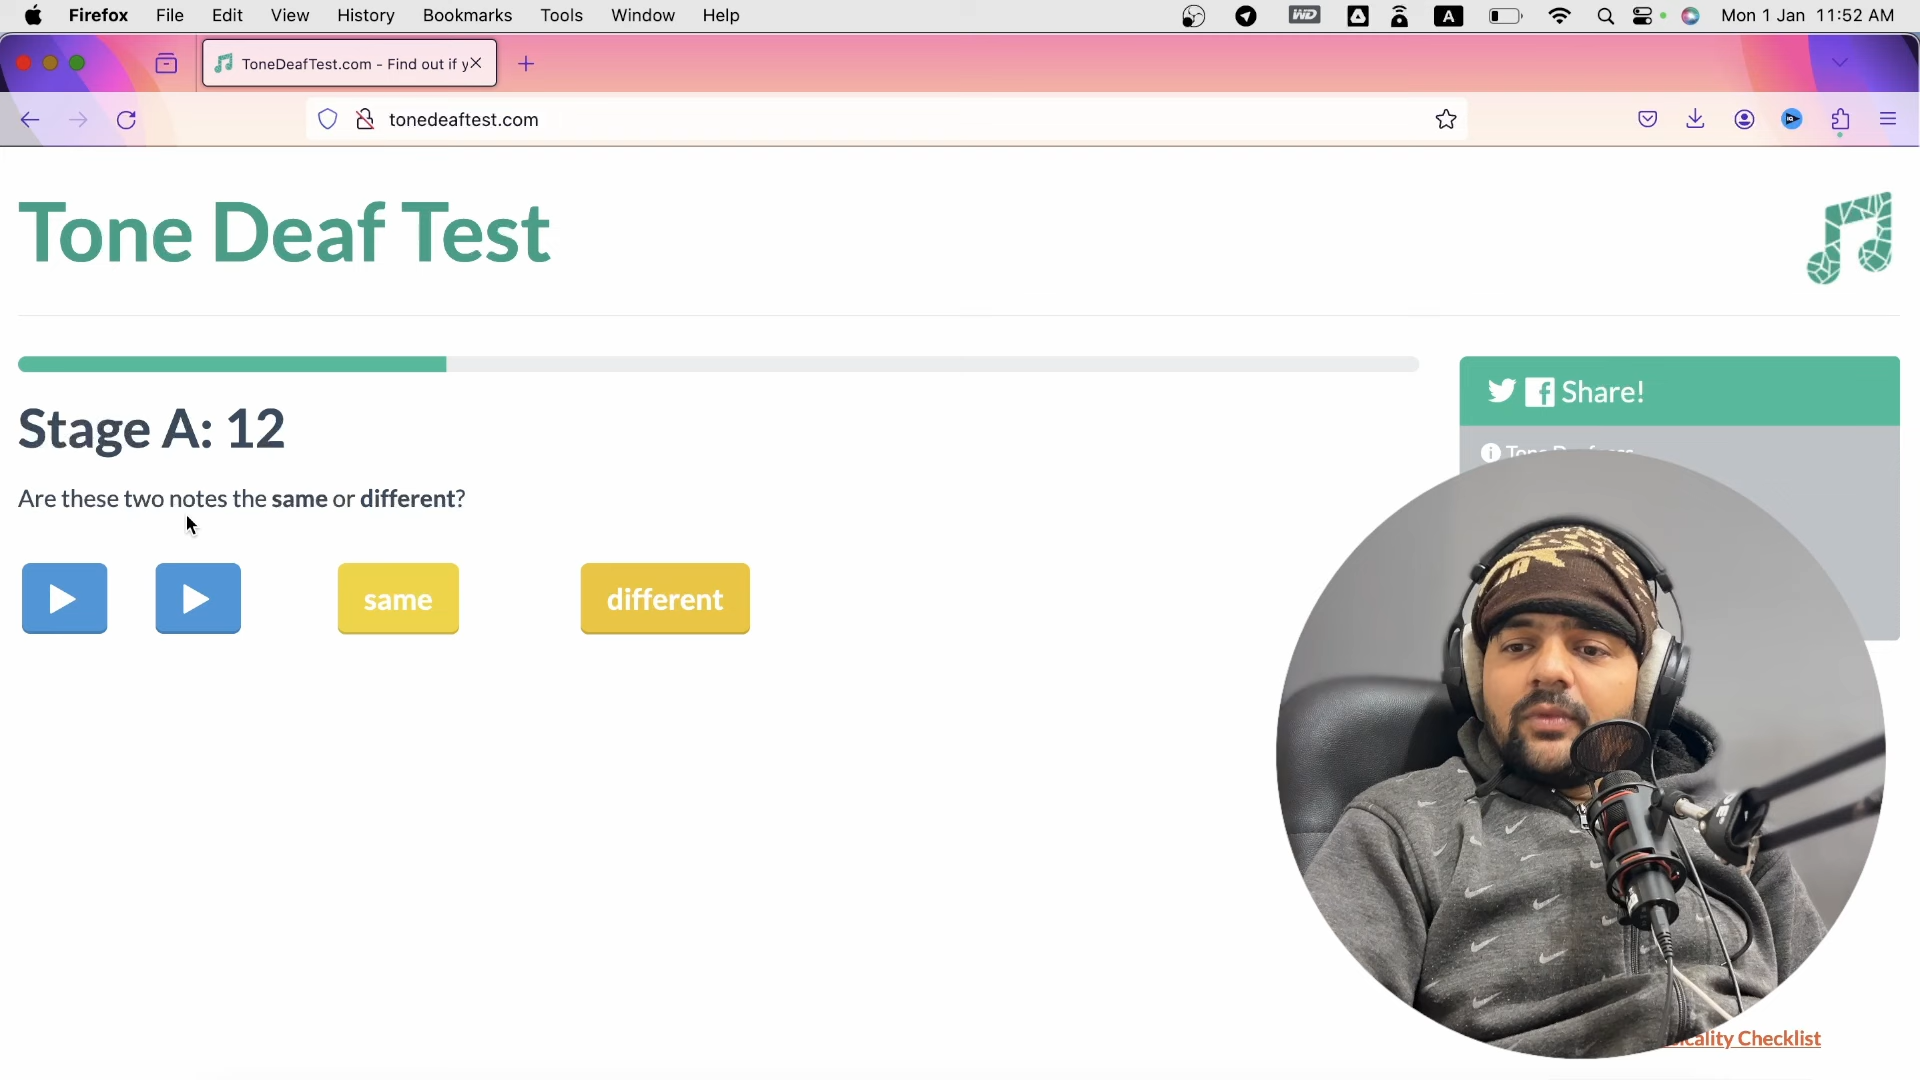 Firefox File Edit View History Bookmarks Tools Window Help WD A Mon 1 Jan 11:52 AM
ToneDeafTest.com - Find out if y
tonedeaftest.com
Tone Deaf Test
Stage A: 12
Share!
Are these two notes the same or different?
same
different
Checklist